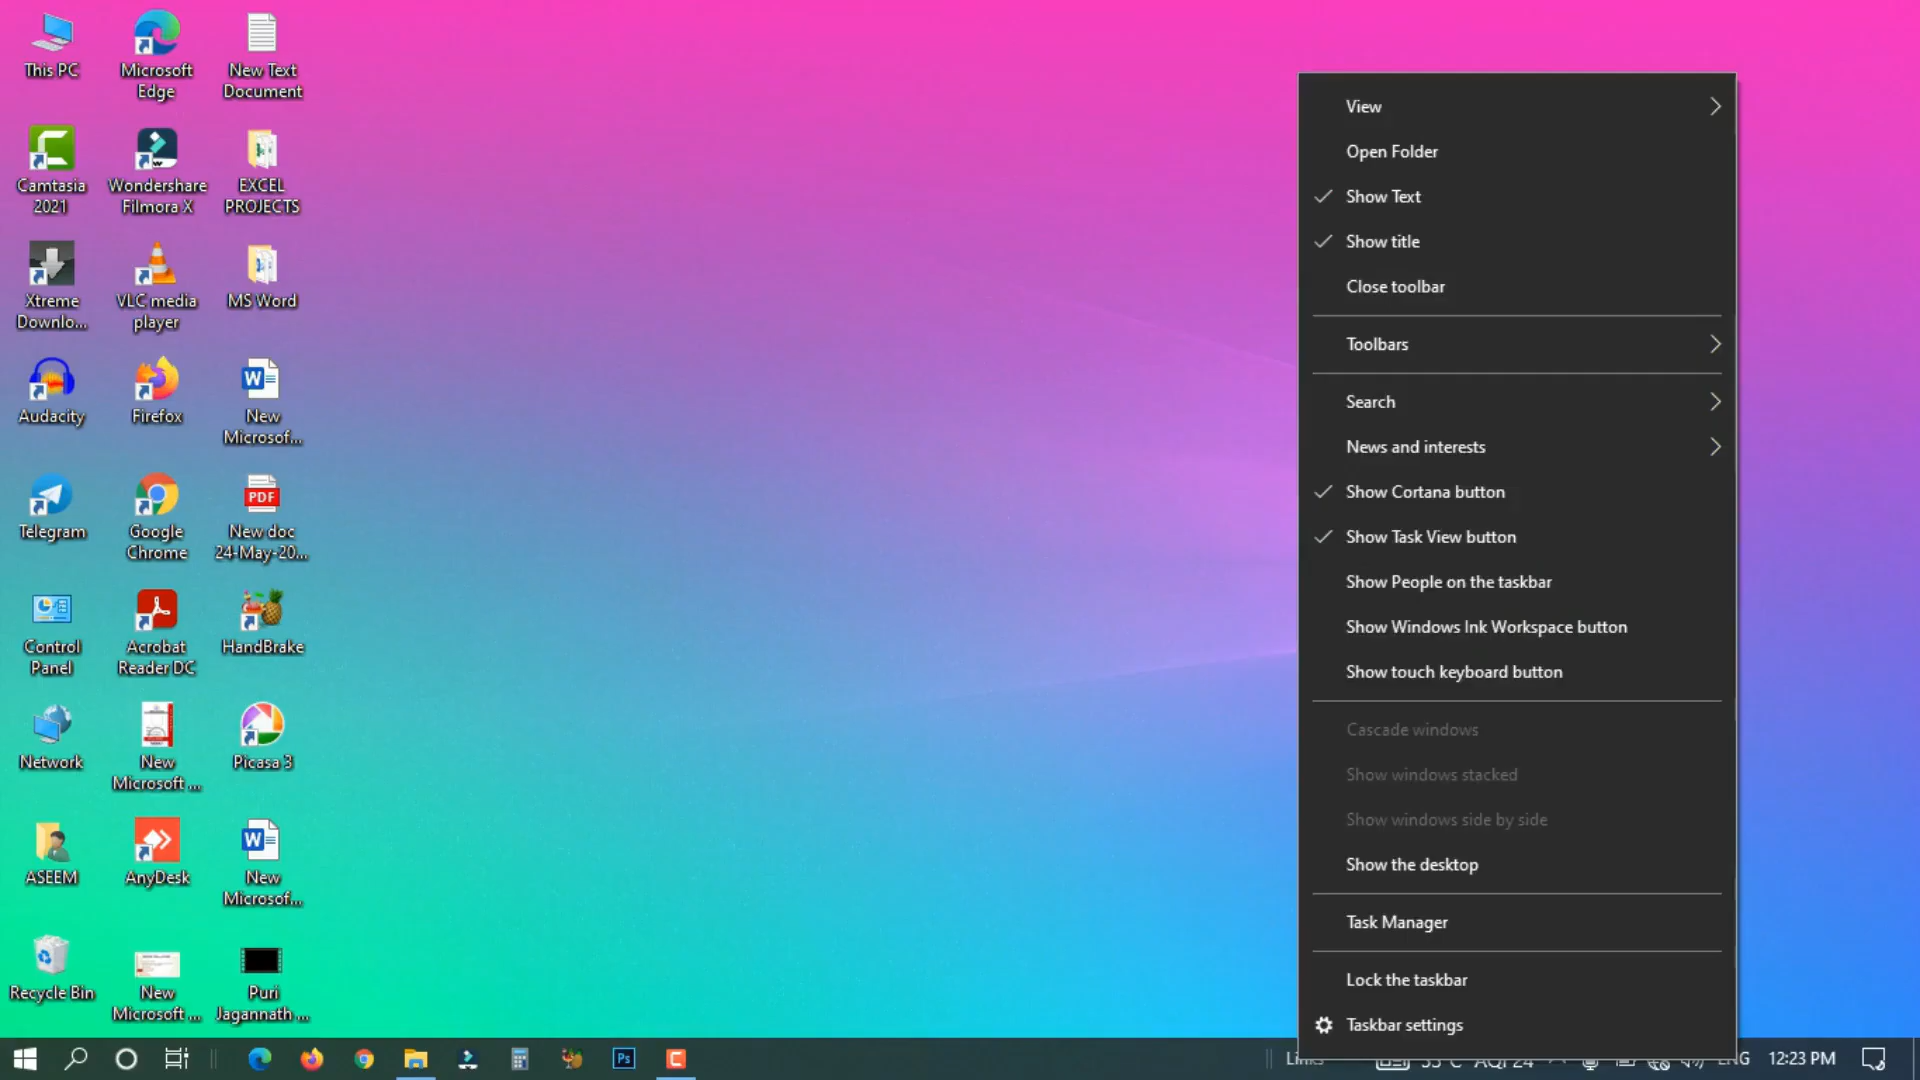 This PC
Microsoft
Edge
New Text
Document
Camtasia
2021
Wondershare
Filmora X
EXCEL
PROJECTS
Xtreme
Downlo...
VLC media
player
MS Word
Audacity
Firefox
New
Microsof...
Telegram
Google
Chrome
PDF
New doc
24-May-20...
Control
Panel
Acrobat
Reader DC
HandBrake
Network
New
Microsoft ...
Picasa 3
ASEEM
AnyDesk
New
Microsof...
Recycle Bin
New
Microsoft ...
Puri
Jagannath ...
View
Open Folder
Show Text
Show title
Close toolbar
Toolbars
Search
News and interests
Show Cortana button
Show Task View button
Show People on the taskbar
Show Windows Ink Workspace button
Show touch keyboard button
Cascade windows
Show windows stacked
Show windows side by side
Show the desktop
Task Manager
Lock the taskbar
Taskbar settings
Ps
Links
12:23 PM